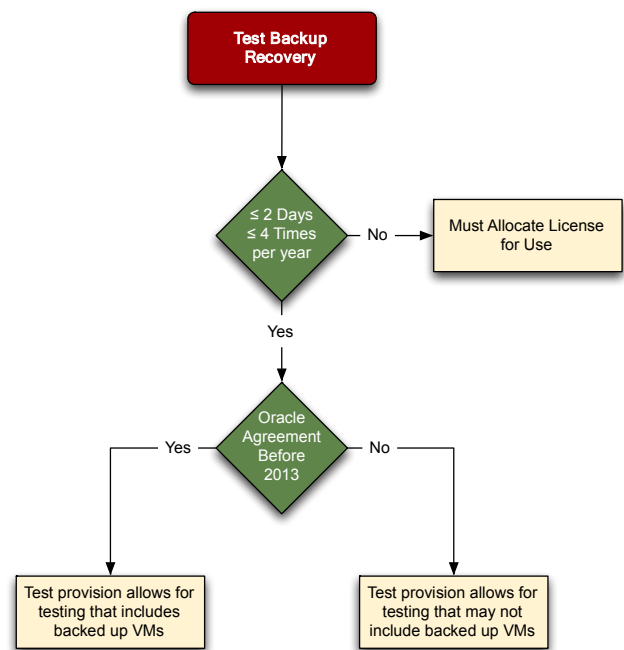 Test Backup
Recovery
≤ 2 Days
≤ 4 Times
per year
No
Must Allocate License
for Use
Yes
Oracle
Agreement
Before
2013
Yes
No
Test provision allows for
testing that includes
backed up VMs
Test provision allows for
testing that may not
include backed up VMs